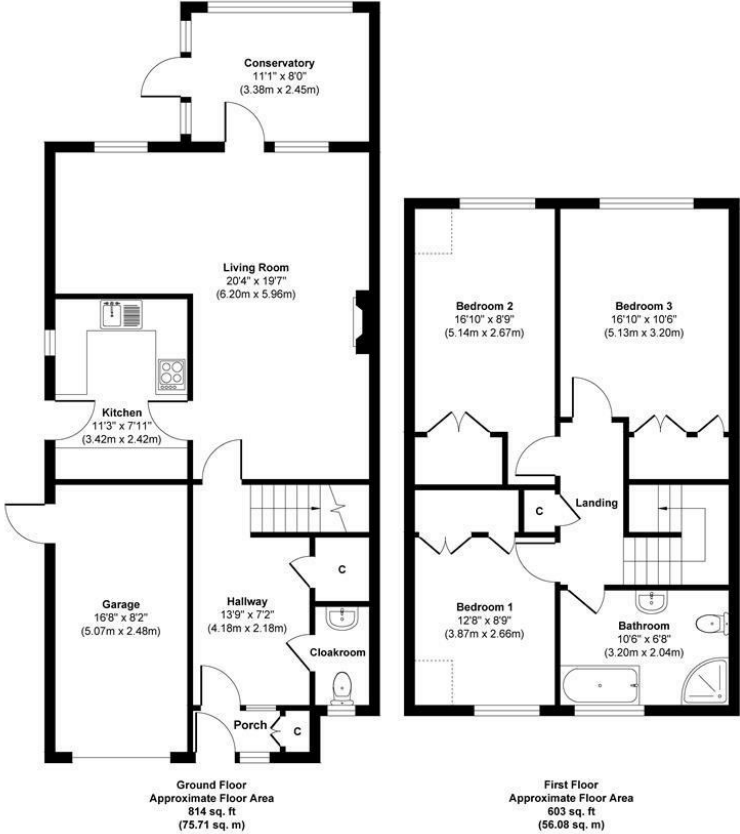 Conservatory
11'1" x 8'0"
(3.38m x 2.45m)
Living Room
20'4" x 19'7"
(6.20m x 5.96m)
Kitchen
11'3" x 7'11"
(3.42m x 2.42m)
Garage
16'8" x 8'2"
(5.07m x 2.48m)
Hallway
13'9" x 7'2"
(4.18m x 2.18m)
C
Cloakroom
Porch
C
Ground Floor
Approximate Floor Area
814 sq. ft
(75.71 sq. m)
Bedroom 2
16'10" x 8'9"
(5.14m x 2.67m)
Bedroom 3
16'10" x 10'6"
(5.13m x 3.20m)
C
Landing
Bedroom 1
12'8" x 8'9"
(3.87m x 2.66m)
Bathroom
10'6" x 6'8"
(3.20m x 2.04m)
First Floor
Approximate Floor Area
603 sq. ft
(56.08 sq. m)